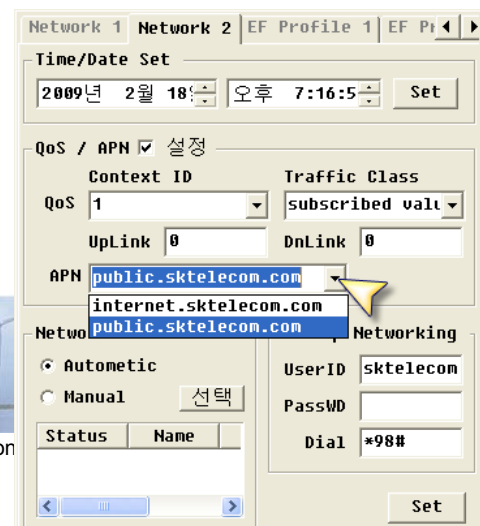 Network 1 Network 2 EF Profile 1 EF
Time/Date Set
2009년 2월 18 오후 7:16:5 Set
QoS / APN 설정
Context ID Traffic Class
QoS 1 subscribed
UpLink 0 DnLink 0
APN public.sktelecom.com
internet.sktelecom.com
public.sktelecom.com
Networking
Autometic UserID sktelecom
Manual 선택 PassWD
Status Name Dial *98#
Set